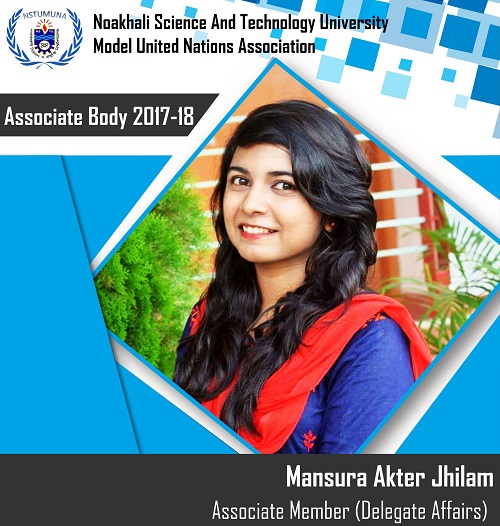 NSTUMUNA
Noakhali Science And Technology University
Model United Nations Association
Associate Body 2017-18
Mansura Akter Jhilam
Associate Member (Delegate Affairs)